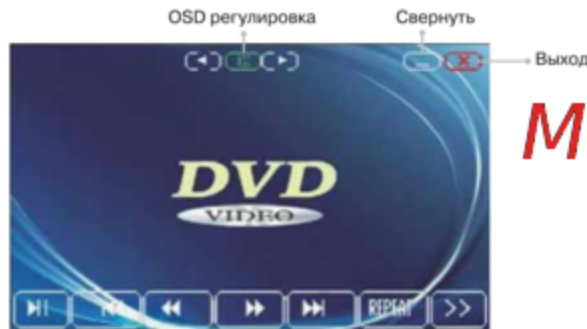 OSD регулировка Свернуть
Выход
M
DVD
VIDEO
REPEAT >>